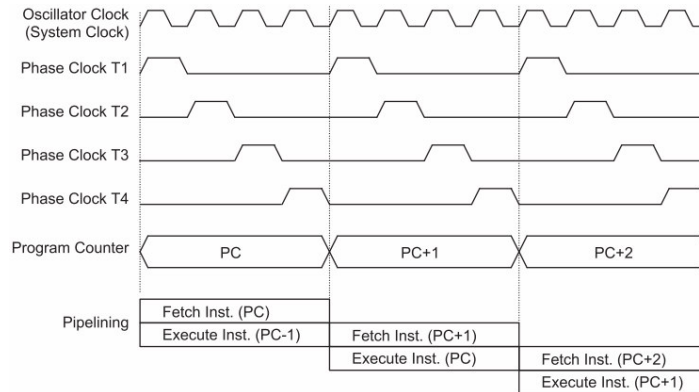 Oscillator Clock
(System Clock)
Phase Clock T1
Phase Clock T2
Phase Clock T3
Phase Clock T4
Program Counter
PC
PC+1
PC+2
Pipelining
Fetch Inst. (PC)
Execute Inst. (PC-1)
Fetch Inst. (PC+1)
Execute Inst. (PC)
Fetch Inst. (PC+2)
Execute Inst. (PC+1)